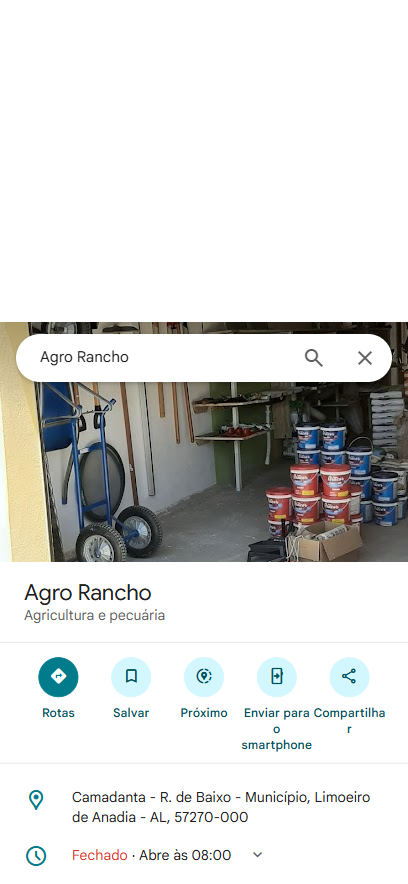 Agro Rancho
Agro Rancho
Agricultura e pecuária
Rotas
Salvar
Próximo
Enviar para o smartphone
Compartilhar
Camadanta - R. de Baixo - Município, Limoeiro
de Anadia - AL, 57270-000
Fechado · Abre às 08:00